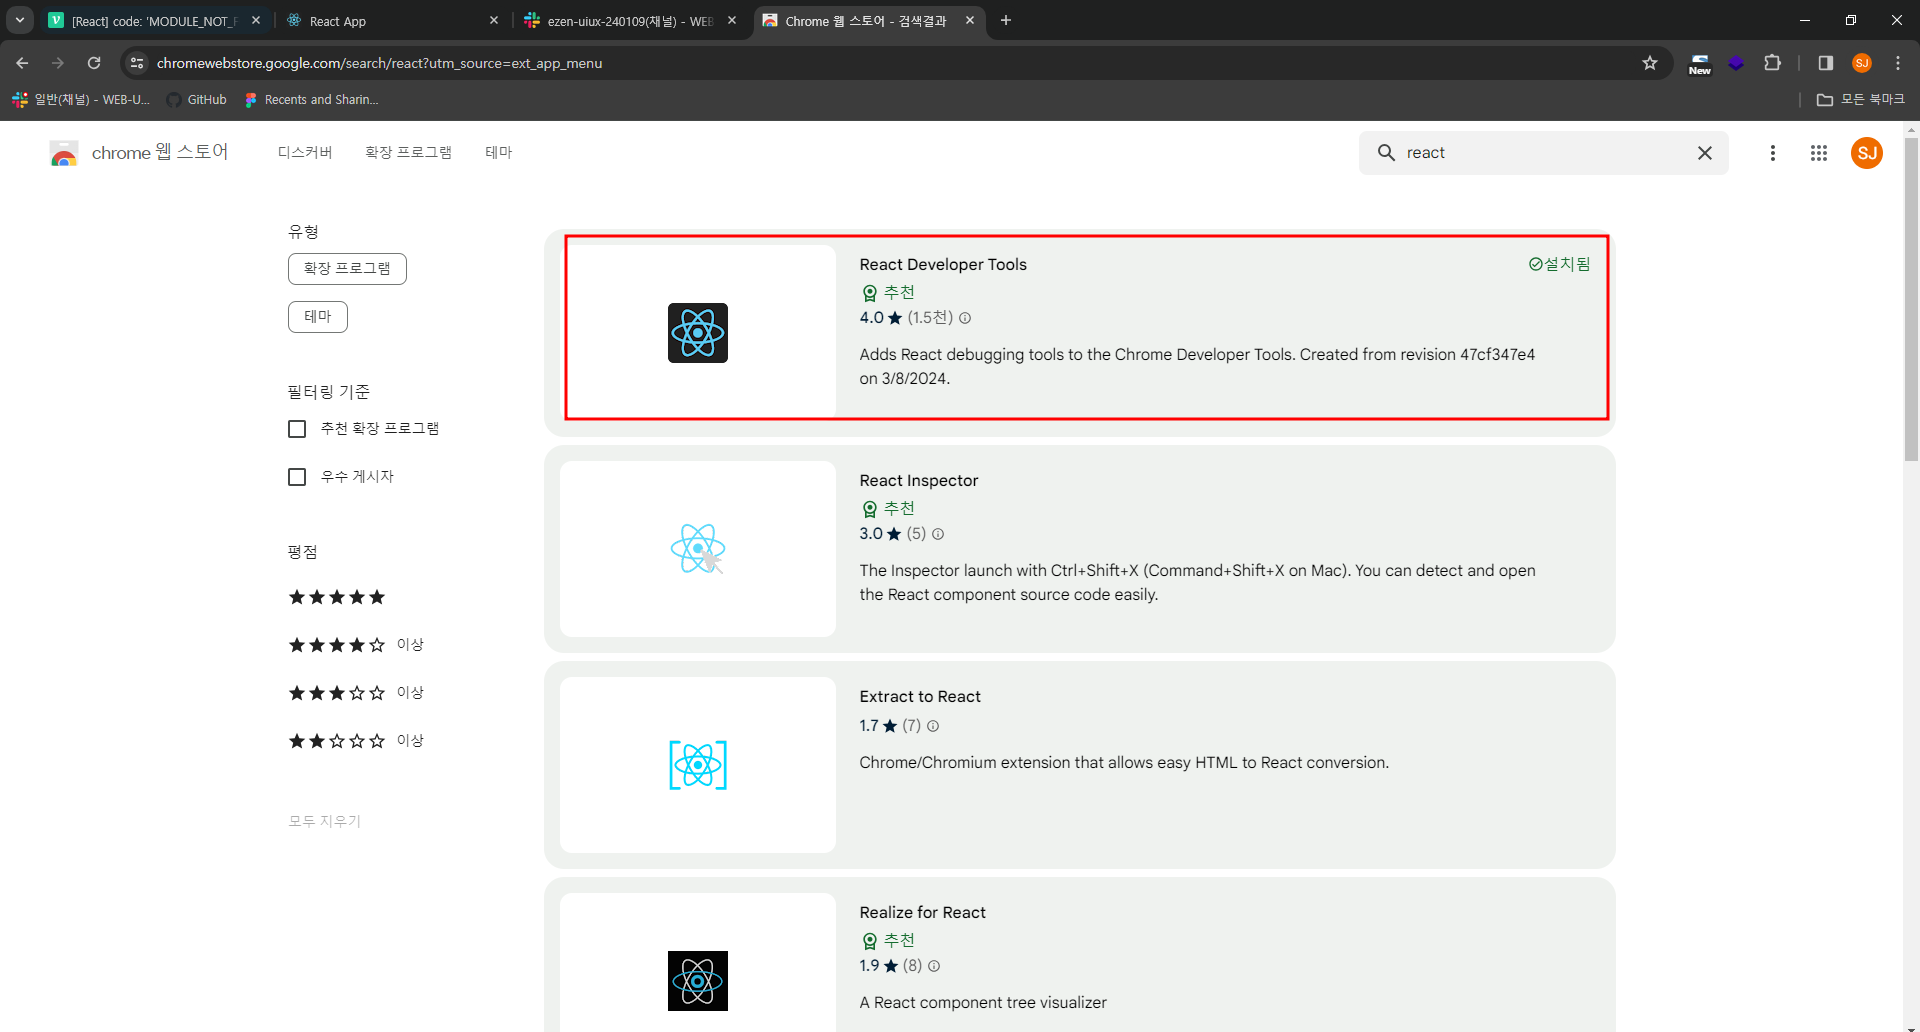 [React] code: 'MODULE_NOT_F
React App
ezen-uiux-240109(채널) - WEB
Chrome 웹 스토어 - 검색결과
chromewebstore.google.com/search/react?utm_source=ext_app_menu
New
SJ
일반(채널) - WEB-U...
GitHub
Recents and Sharin...
모든 북마크
chrome 웹 스토어
디스커버
확장 프로그램
테마
react
SJ
유형
확장 프로그램
테마
필터링 기준
추천 확장 프로그램
우수 게시자
평점
이상
이상
이상
모두 지우기
React Developer Tools
설치됨
추천
4.0 ★ (1.5천)
Adds React debugging tools to the Chrome Developer Tools. Created from revision 47cf347e4
on 3/8/2024.
React Inspector
추천
3.0 ★ (5)
The Inspector launch with Ctrl+Shift+X (Command+Shift+X on Mac). You can detect and open
the React component source code easily.
Extract to React
1.7 ★ (7)
Chrome/Chromium extension that allows easy HTML to React conversion.
Realize for React
추천
1.9 ★ (8)
A React component tree visualizer